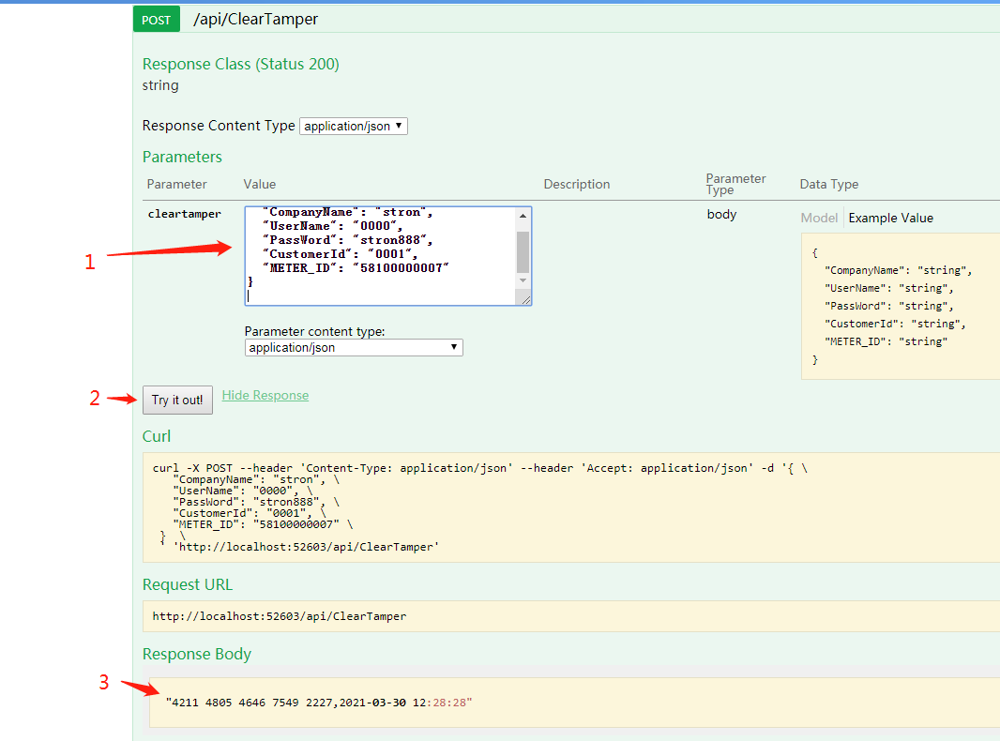 POST /api/ClearTamper
Response Class (Status 200)
string
Response Content Type application/json ▼
Parameters
Parameter Value Description Parameter Type Data Type
cleartamper
"CompanyName": "stron",
"UserName": "0000",
"PassWord": "stron888",
"CustomerId": "0001",
"METER_ID": "58100000007"
}
body
Model Example Value
{
"CompanyName": "string",
"UserName": "string",
"PassWord": "string",
"CustomerId": "string",
"METER_ID": "string"
}
1
Parameter content type:
application/json ▼
2
Try it out! Hide Response
Curl
curl -X POST --header 'Content-Type: application/json' --header 'Accept: application/json' -d '{ \
"CompanyName": "stron", \
"UserName": "0000", \
"PassWord": "stron888", \
"CustomerId": "0001", \
"METER_ID": "58100000007" \
} \
' 'http://localhost:52603/api/ClearTamper'
Request URL
http://localhost:52603/api/ClearTamper
Response Body
3
"4211 4805 4646 7549 2227,2021-03-30 12:28:28"